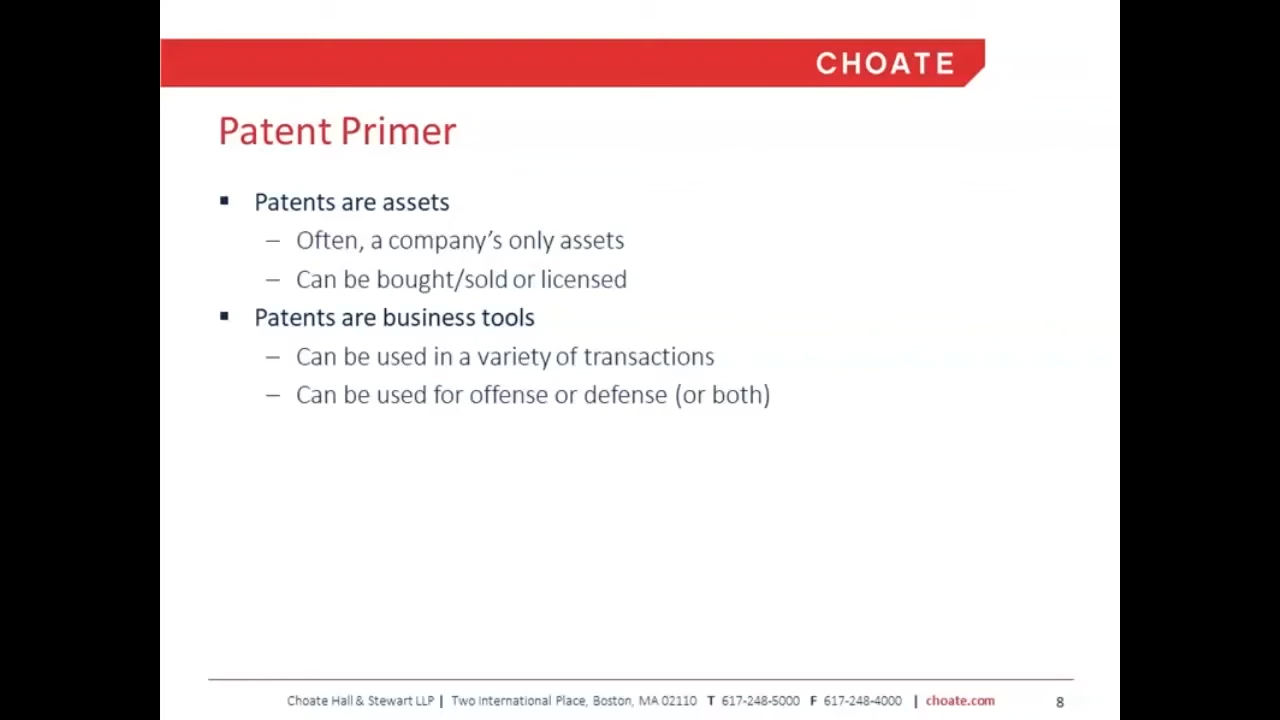 CHOATE
Patent Primer
▪ Patents are assets
– Often, a company’s only assets
– Can be bought/sold or licensed
▪ Patents are business tools
– Can be used in a variety of transactions
– Can be used for offense or defense (or both)
Choate Hall & Stewart LLP | Two International Place, Boston, MA 02110 T 617-248-5000 F 617-248-4000 | choate.com 8